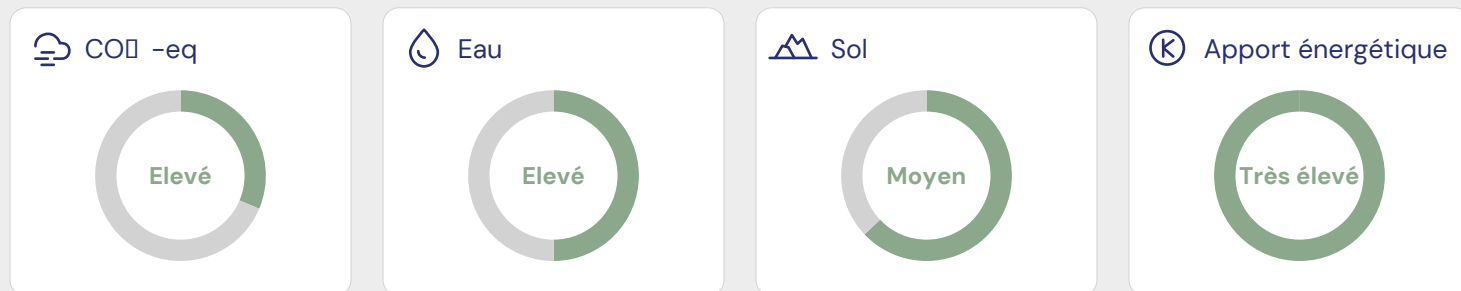 CO▯ -eq
Elevé
Eau
Elevé
Sol
Moyen
Apport énergétique
Très élevé